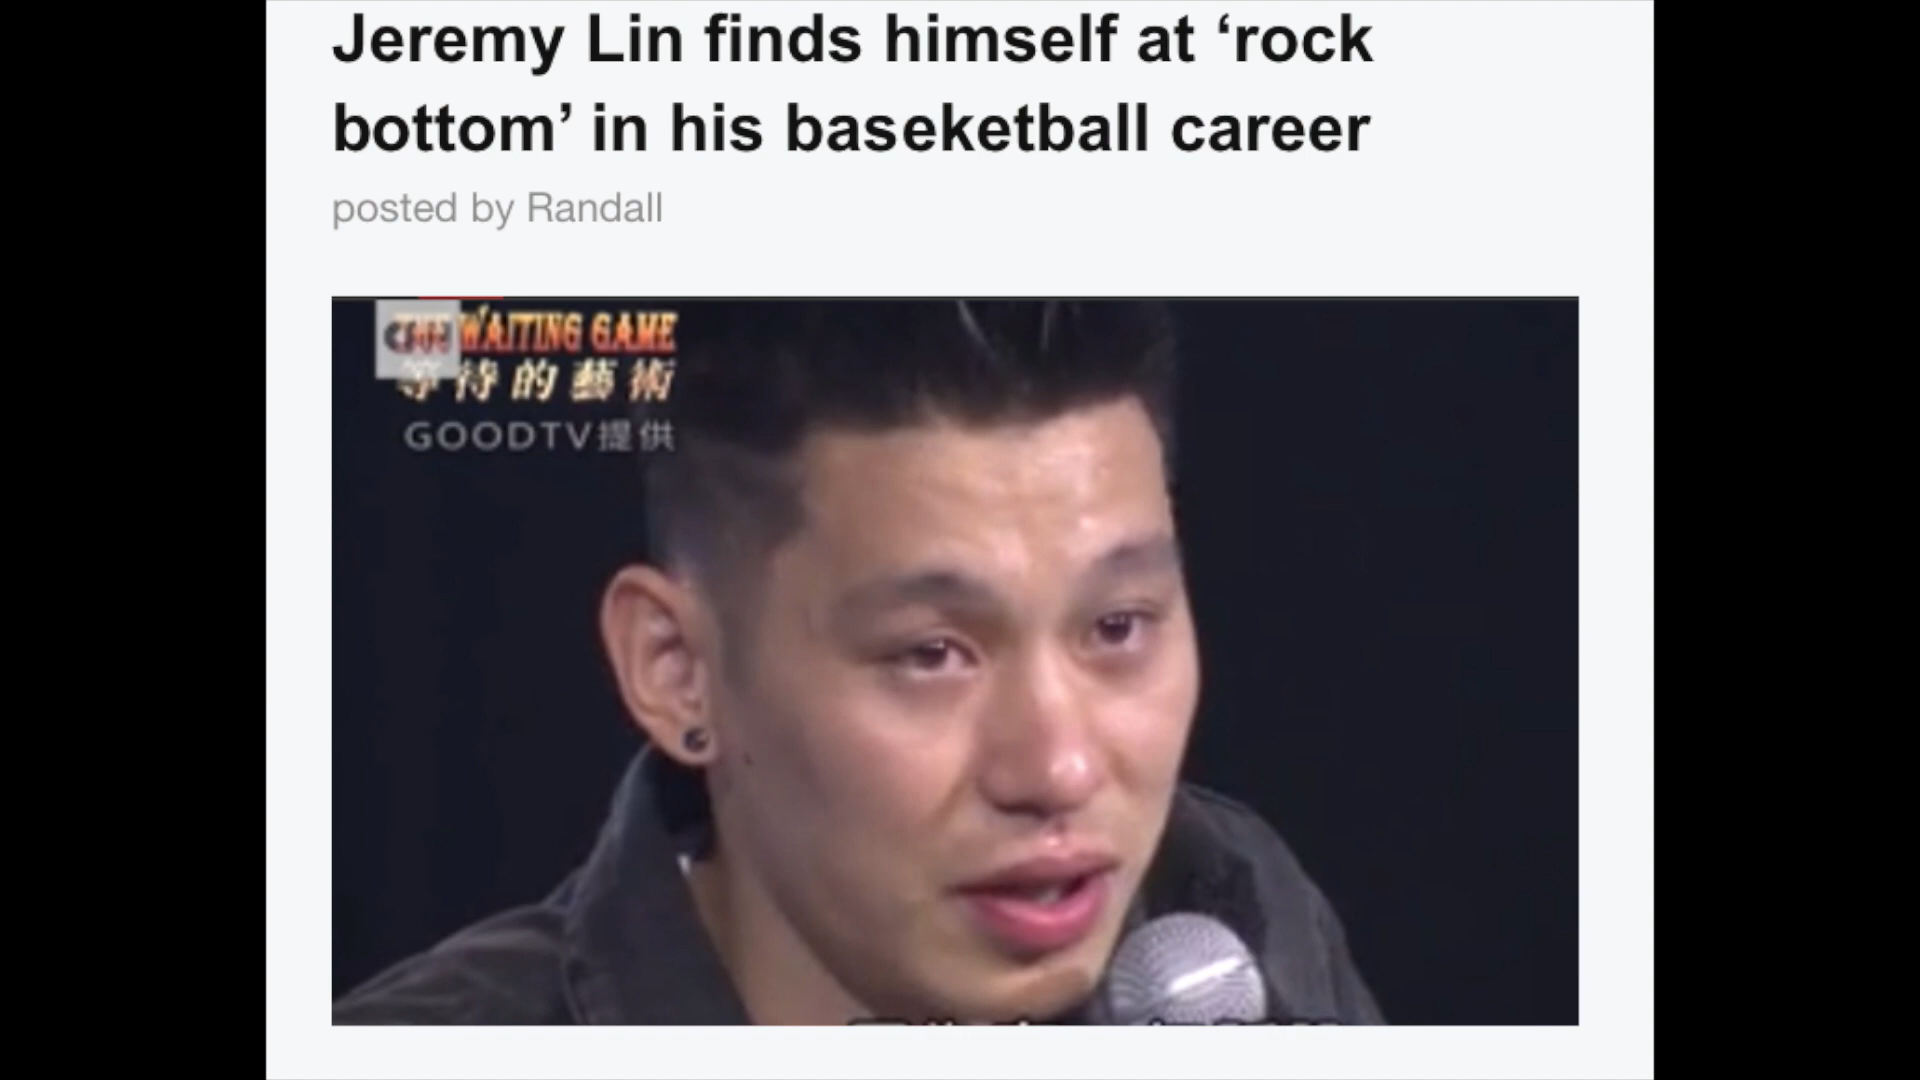 Jeremy Lin finds himself at ‘rock
bottom’ in his baseketball career
posted by Randall
WAITING GAME
待的藝術
GOODTV提供